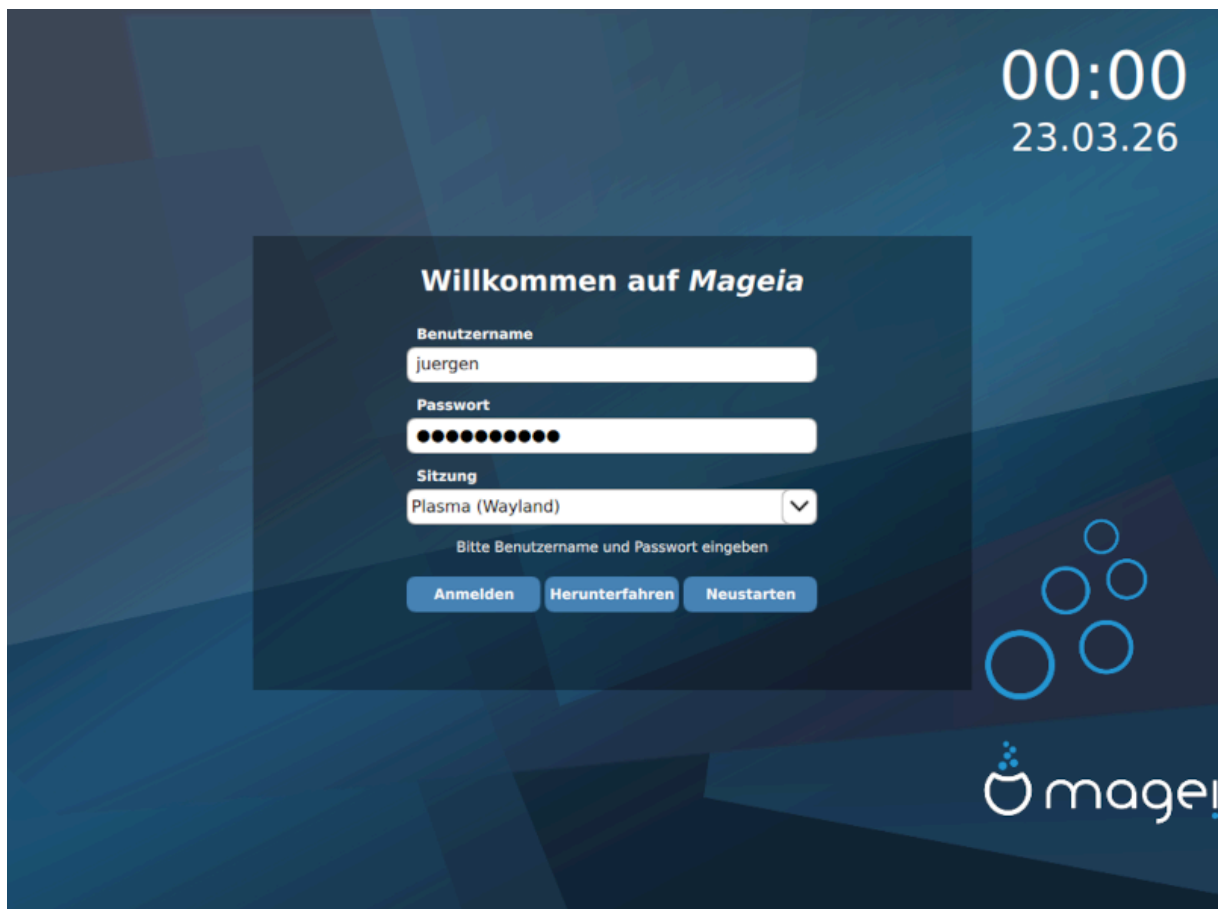 00:00
23.03.26
Willkommen auf Mageia
Benutzername
juergen
Passwort
●●●●●●●●●●
Sitzung
Plasma (Wayland)
Bitte Benutzername und Passwort eingeben
Anmelden Herunterfahren Neustarten
magei